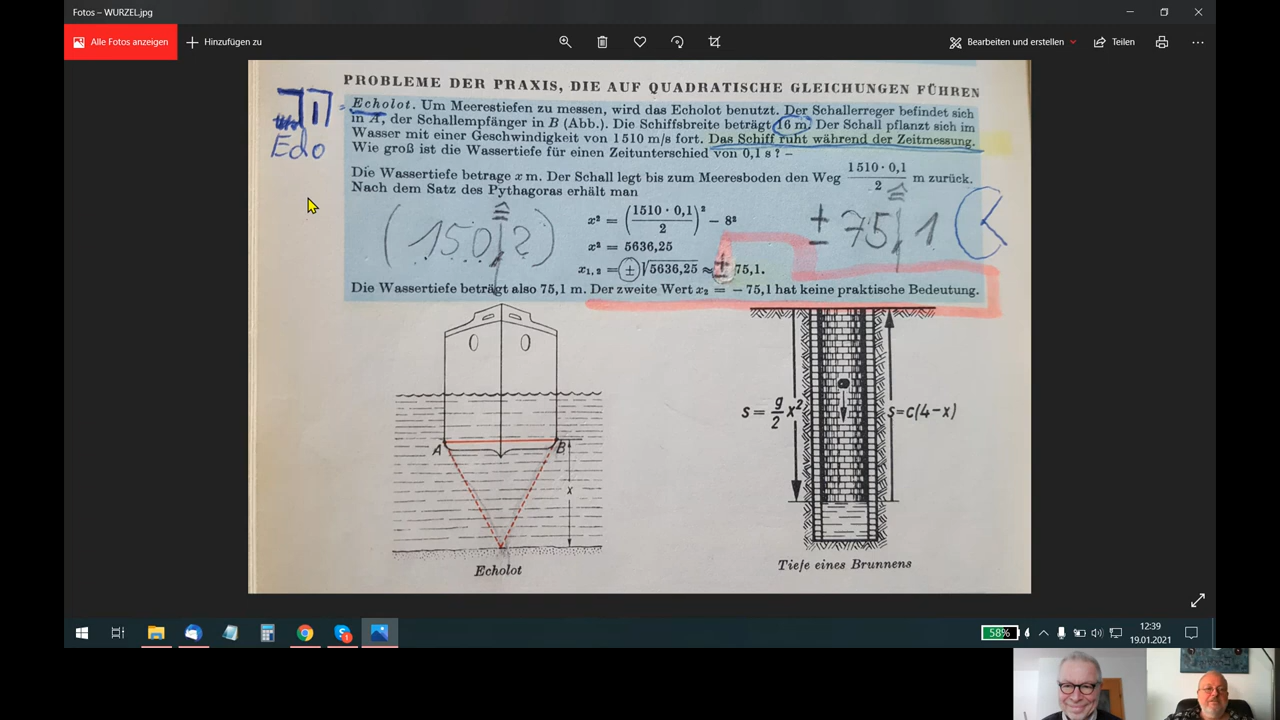 Fotos – WURZEL.jpg
Alle Fotos anzeigen
Hinzufügen zu
Bearbeiten und erstellen
Teilen
PROBLEME DER PRAXIS, DIE AUF QUADRATISCHE GLEICHUNGEN FÜHREN
Echolot. Um Meerestiefen zu messen, wird das Echolot benutzt. Der Schallerreger befindet sich
in A, der Schallempfänger in B (Abb.). Die Schiffsbreite beträgt 16 m. Der Schall pflanzt sich im
Wasser mit einer Geschwindigkeit von 1510 m/s fort. Das Schiff ruht während der Zeitmessung.
Wie groß ist die Wassertiefe für einen Zeitunterschied von 0,1 s? –
Edo
Die Wassertiefe betrage x m. Der Schall legt bis zum Meeresboden den Weg 1510 · 0,1 / 2 m zurück.
Nach dem Satz des Pythagoras erhält man
x² = (1510 · 0,1 / 2)² – 8²
(150,2)
± 75,1
x² = 5636,25
x₁,₂ = ± √5636,25 ≈ ± 75,1.
Die Wassertiefe beträgt also 75,1 m. Der zweite Wert x₂ = – 75,1 hat keine praktische Bedeutung.
A
B
x
Echolot
s = g/2 x²
s=c(4–x)
Tiefe eines Brunnens
58%
12:39
19.01.2021